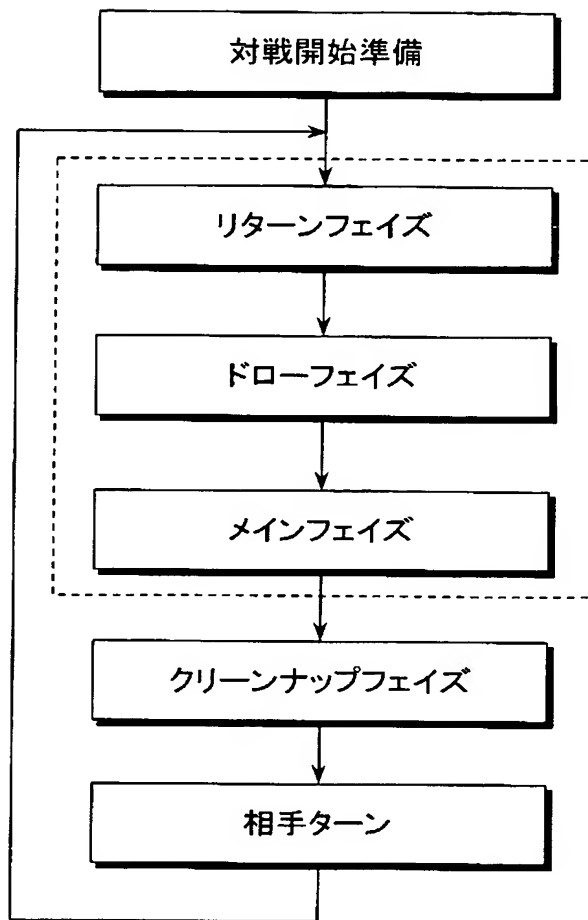 対戦開始準備
リターンフェイズ
ドローフェイズ
メインフェイズ
クリーンナップフェイズ
相手ターン